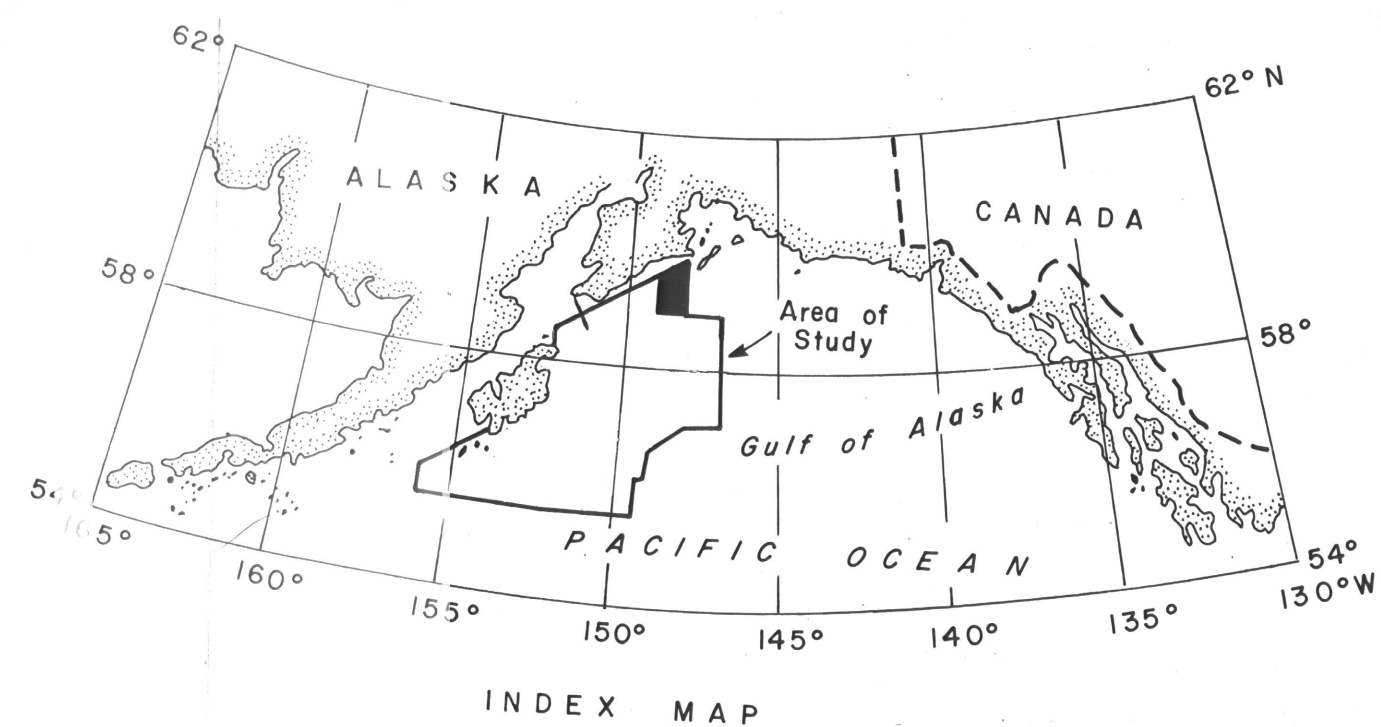 62°
62° N
ALASKA
CANADA
58°
58°
Area of
Study
Gulf of Alaska
54°
165°
160°
155°
150°
145°
140°
135°
130°W
54°
PACIFIC OCEAN
INDEX MAP